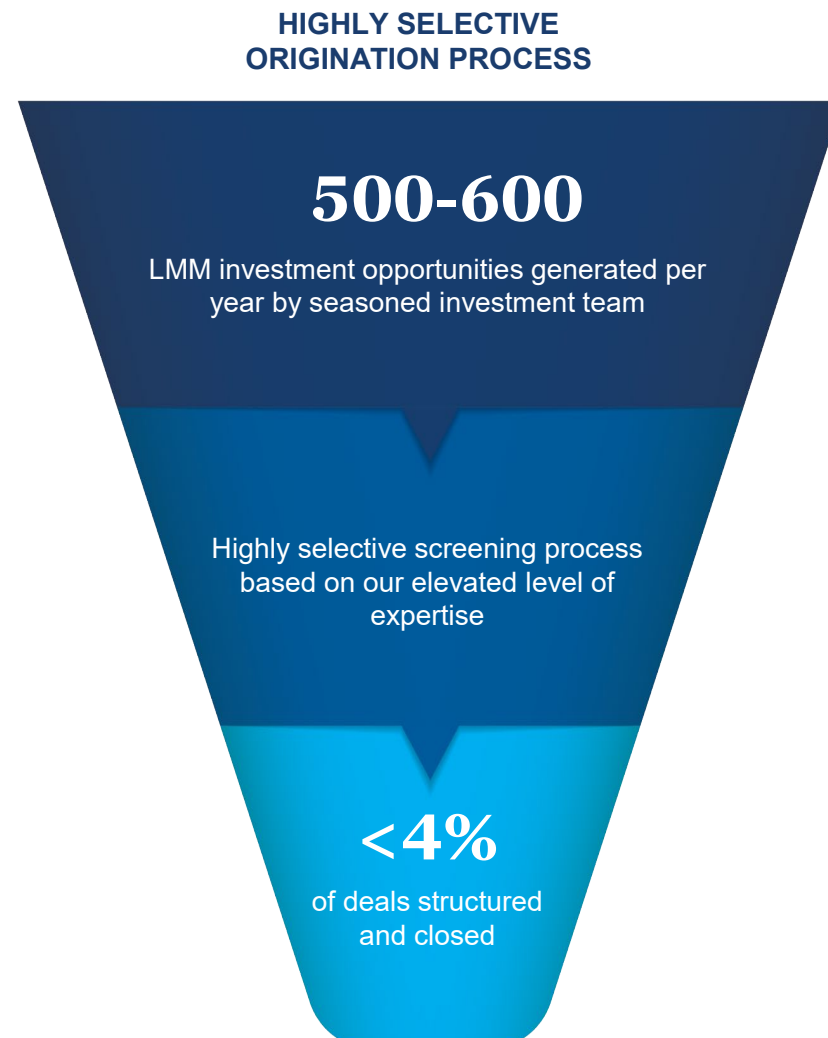 HIGHLY SELECTIVE
ORIGINATION PROCESS
500-600
LMM investment opportunities generated per
year by seasoned investment team
Highly selective screening process
based on our elevated level of
expertise
<4%
of deals structured
and closed